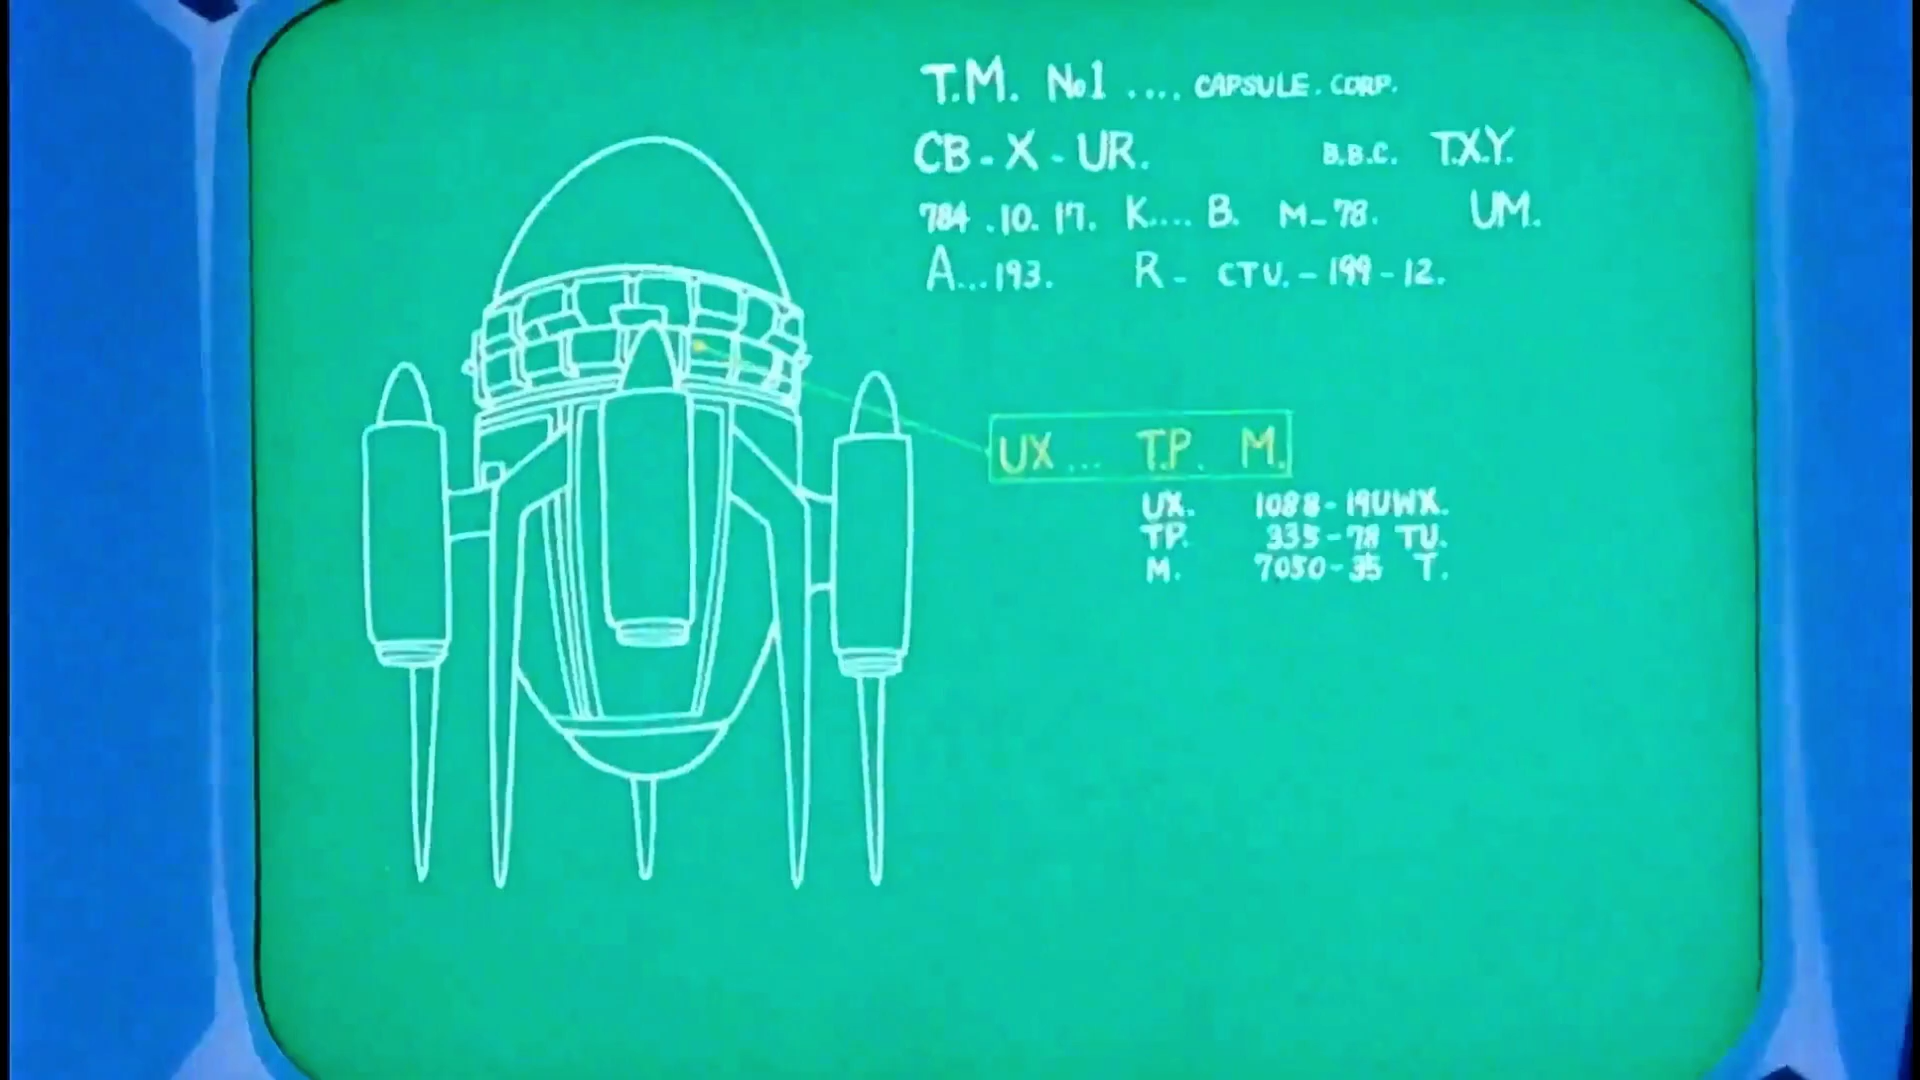 T.M. No1 .... CAPSULE. CORP.
CB-X-UR. B.B.C. T.X.Y.
784.10.17. K.... B. M-78. UM.
A...193. R- CTU.-199-12.
UX... T.P. M.
UX. 1088-19UWX.
TP. 335-78 TU.
M. 7050-35 T.